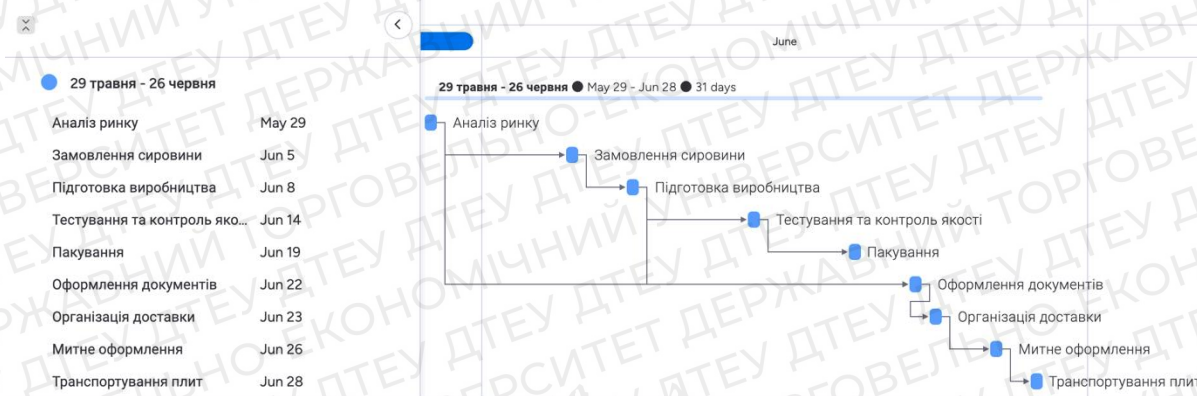 June
29 травня - 26 червня
29 травня - 26 червня ● May 29 - Jun 28 ● 31 days
Аналіз ринку May 29
Аналіз ринку
Замовлення сировини Jun 5
Замовлення сировини
Підготовка виробництва Jun 8
Підготовка виробництва
Тестування та контроль яко... Jun 14
Тестування та контроль якості
Пакування Jun 19
Пакування
Оформлення документів Jun 22
Оформлення документів
Організація доставки Jun 23
Організація доставки
Митне оформлення Jun 26
Митне оформлення
Транспортування плит Jun 28
Транспортування плит